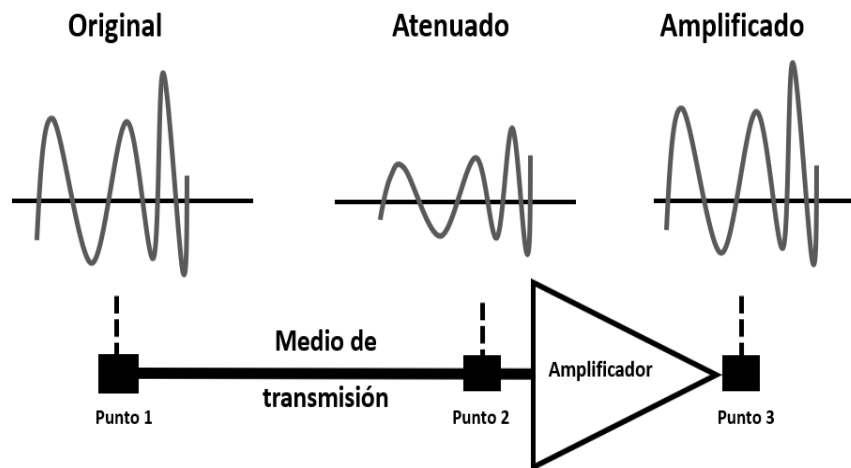 Original
Atenuado
Amplificado
Medio de
transmisión
Amplificador
Punto 1
Punto 2
Punto 3